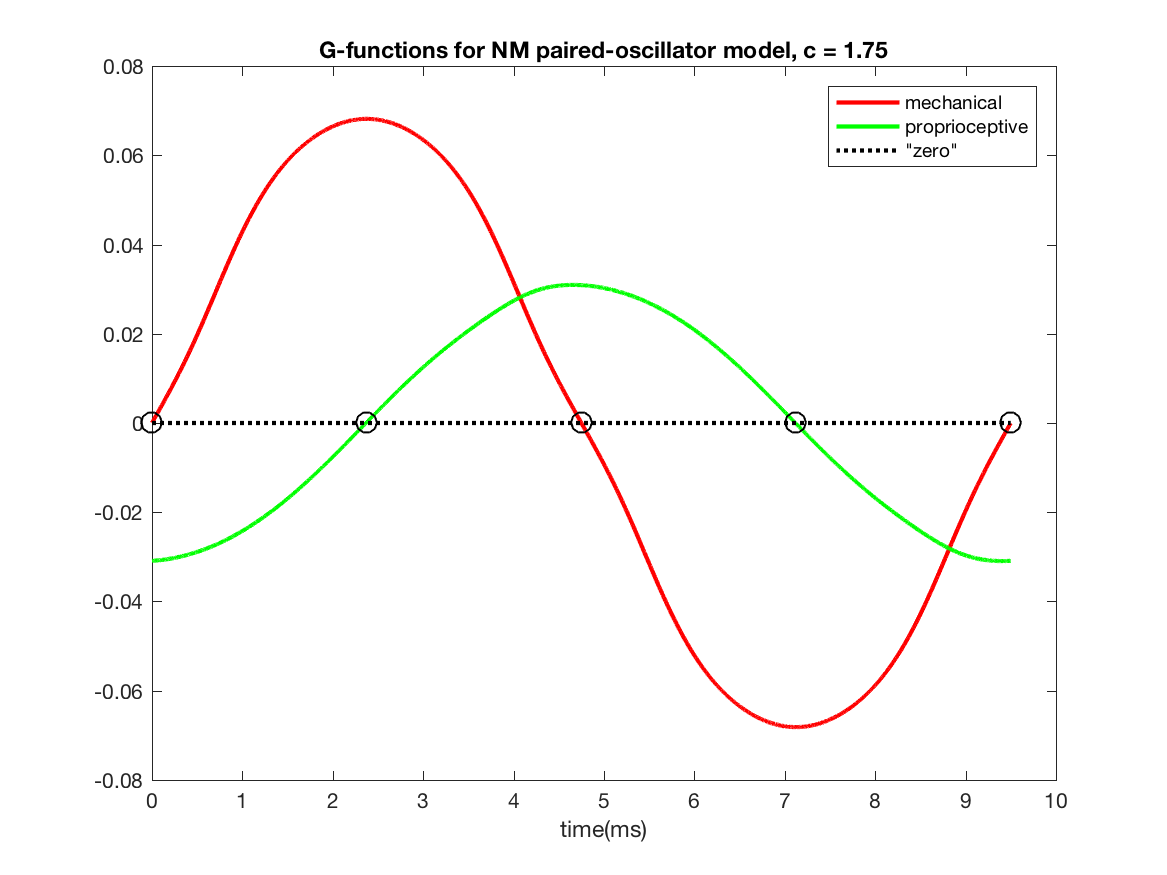 G-functions for NM paired-oscillator model, c = 1.75
mechanical
proprioceptive
"zero"
0.08
0.06
0.04
0.02
0
-0.02
-0.04
-0.06
-0.08
0 1 2 3 4 5 6 7 8 9 10
time(ms)